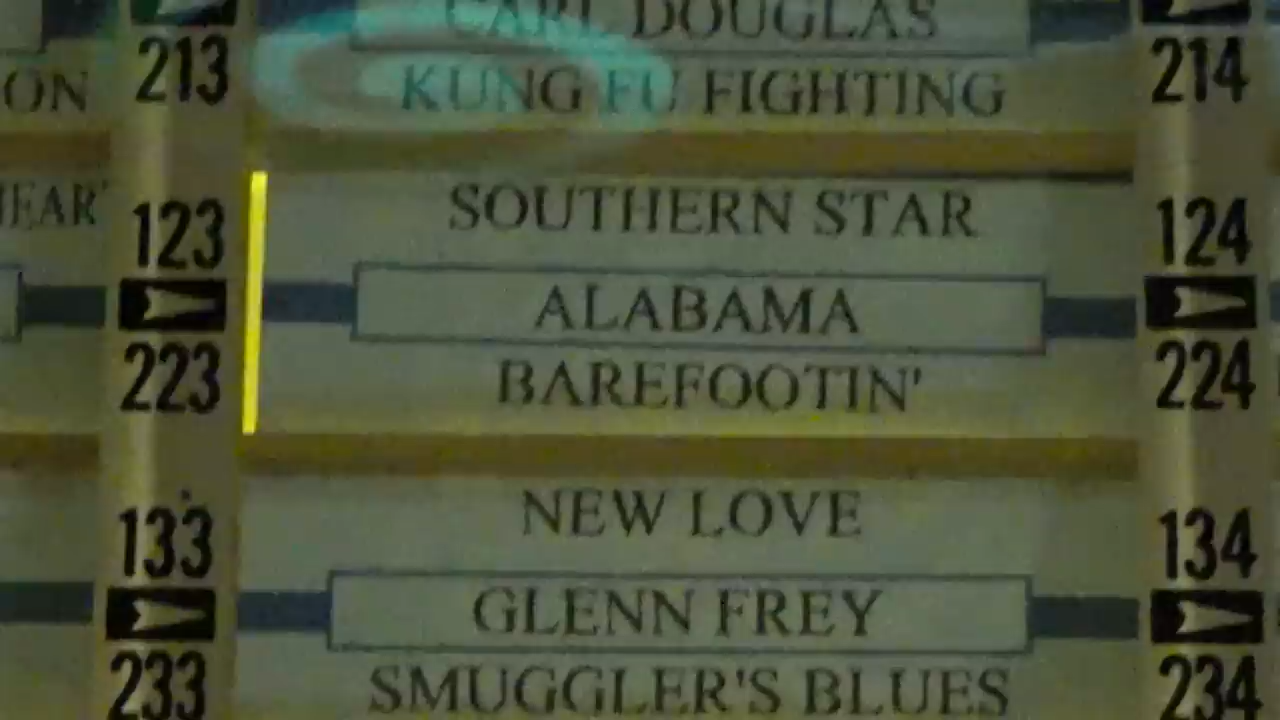 CARL DOUGLAS
213 KUNG FU FIGHTING 214
ON
123 SOUTHERN STAR 124
ALABAMA
223 BAREFOOTIN' 224
133 NEW LOVE 134
GLENN FREY
233 SMUGGLER'S BLUES 234